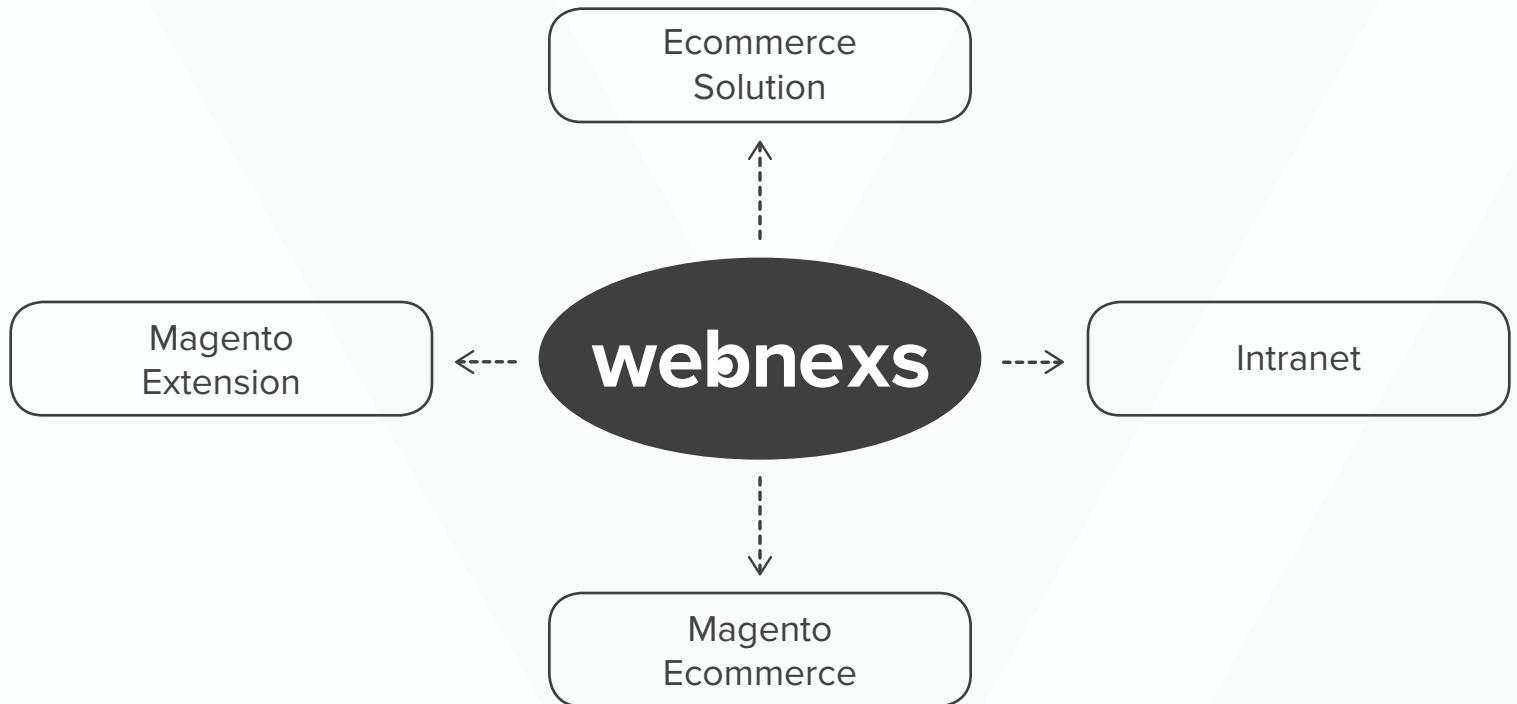 Ecommerce
Solution
Magento
Extension
webnexs
Intranet
Magento
Ecommerce